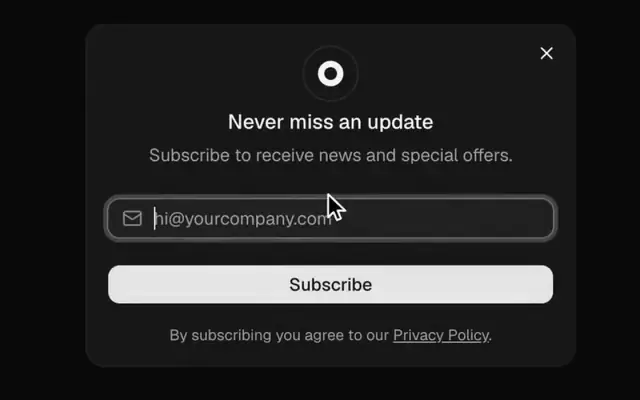 Never miss an update
Subscribe to receive news and special offers.
hi@yourcompany.com
Subscribe
By subscribing you agree to our Privacy Policy.